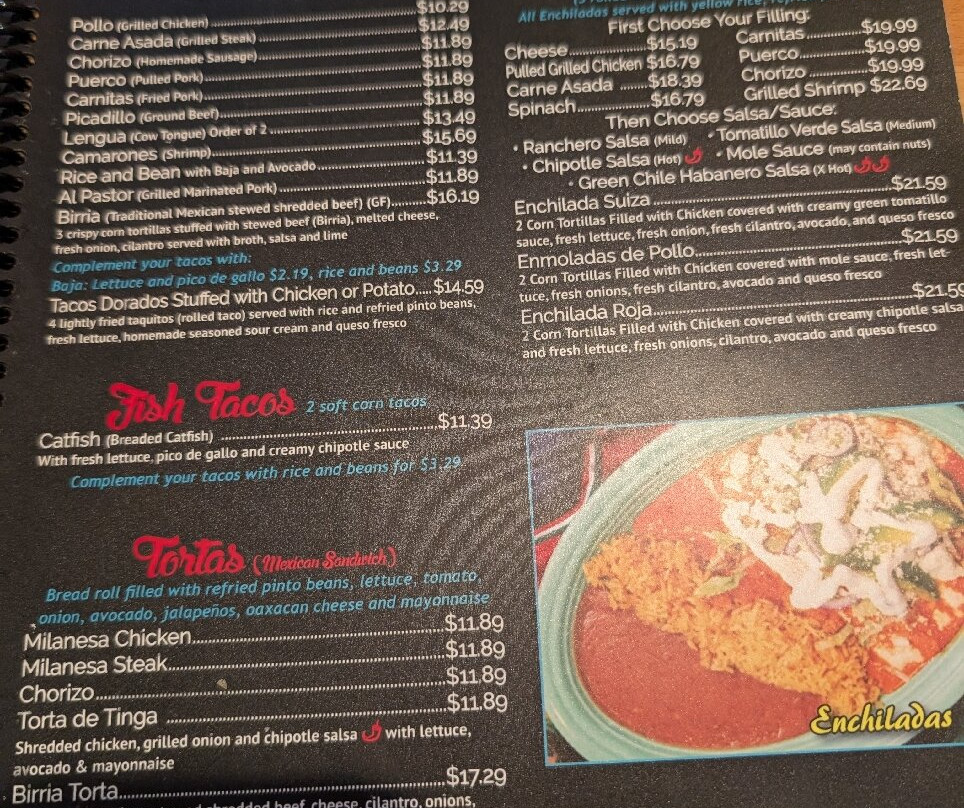 Pollo (Grilled Chicken) $10.29
Carne Asada (Grilled Steak) $12.49
Chorizo (Homemade Sausage) $11.89
Puerco (Pulled Pork) $11.89
Carnitas (Fried Pork) $11.89
Picadillo (Ground Beef) $11.89
Lengua (Cow Tongue) Order of 2 $13.49
Camarones (Shrimp) $15.69
Rice and Bean with Baja and Avocado $11.39
Al Pastor (Grilled Marinated Pork) $11.89
Birria (Traditional Mexican stewed shredded beef) (GF) $16.19
3 crispy corn tortillas stuffed with stewed beef (Birria), melted cheese,
fresh onion, cilantro served with broth, salsa and lime
Complement your tacos with:
Baja: Lettuce and pico de gallo $2.19, rice and beans $3.29
Tacos Dorados Stuffed with Chicken or Potato.... $14.59
4 lightly fried taquitos (rolled taco) served with rice and refried pinto beans,
fresh lettuce, homemade seasoned sour cream and queso fresco
Fish Tacos 2 soft corn tacos
Catfish (Breaded Catfish) $11.39
With fresh lettuce, pico de gallo and creamy chipotle sauce
Complement your tacos with rice and beans for $3.29
Tortas (Mexican Sandwich)
Bread roll filled with refried pinto beans, lettuce, tomato,
onion, avocado, jalapeños, oaxacan cheese and mayonnaise
Milanesa Chicken $11.89
Milanesa Steak $11.89
Chorizo $11.89
Torta de Tinga $11.89
Shredded chicken, grilled onion and chipotle salsa with lettuce,
avocado & mayonnaise
Birria Torta $17.29
shredded beef, cheese, cilantro, onions,
All Enchiladas served with yellow rice,
First Choose Your Filling:
Cheese $15.19
Pulled Grilled Chicken $16.79
Carne Asada $18.39
Spinach $16.79
Carnitas $19.99
Puerco $19.99
Chorizo $19.99
Grilled Shrimp $22.69
Then Choose Salsa/Sauce:
• Ranchero Salsa (Mild) • Tomatillo Verde Salsa (Medium)
• Chipotle Salsa (Hot) • Mole Sauce (may contain nuts)
• Green Chile Habanero Salsa (X Hot)
Enchilada Suiza $21.59
2 Corn Tortillas Filled with Chicken covered with creamy green tomatillo
sauce, fresh lettuce, fresh onion, fresh cilantro, avocado, and queso fresco
Enmoladas de Pollo $21.59
2 Corn Tortillas Filled with Chicken covered with mole sauce, fresh let-
tuce, fresh onions, fresh cilantro, avocado and queso fresco
Enchilada Roja $21.59
2 Corn Tortillas Filled with Chicken covered with creamy chipotle salsa
and fresh lettuce, fresh onions, cilantro, avocado and queso fresco
Enchiladas